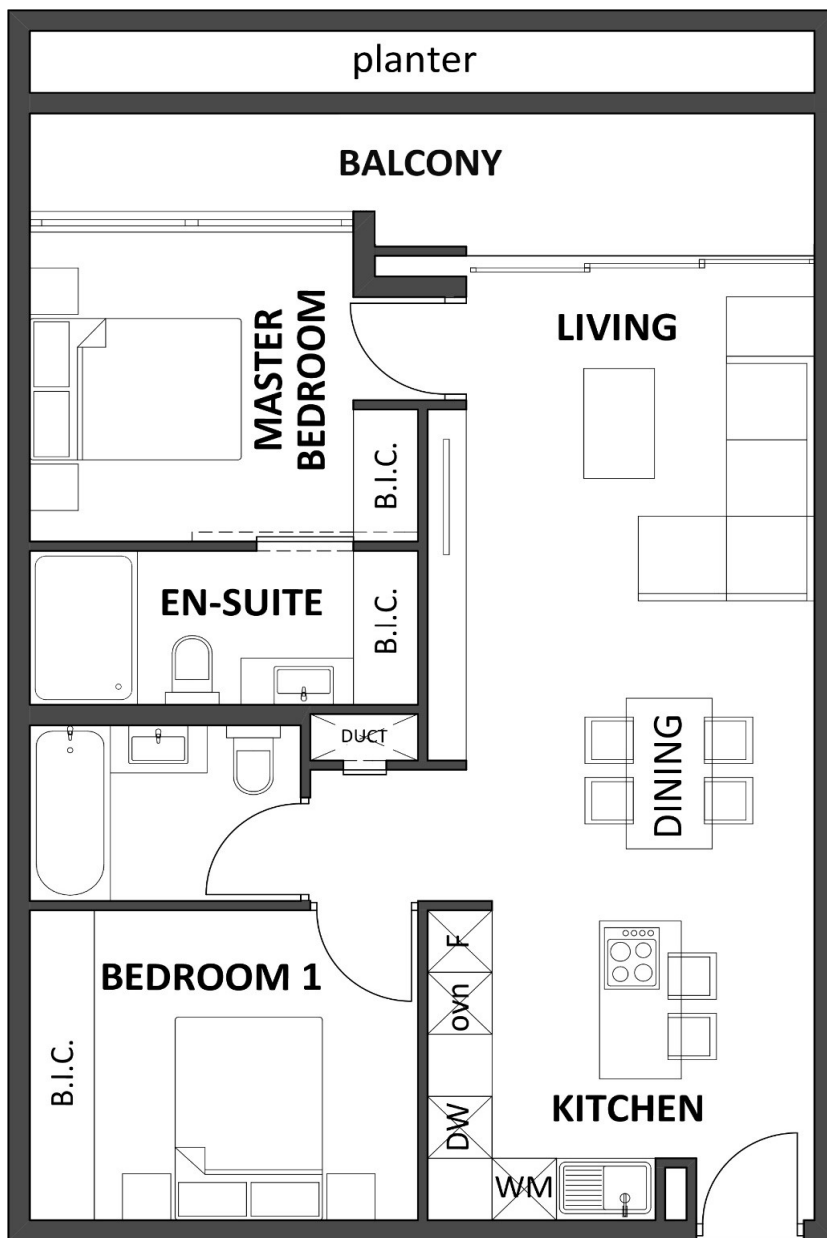 planter
BALCONY
LIVING
MASTER
BEDROOM
B.I.C.
EN-SUITE
B.I.C.
DUCT
DINING
F
BEDROOM 1
ovn
B.I.C.
DW
KITCHEN
WM